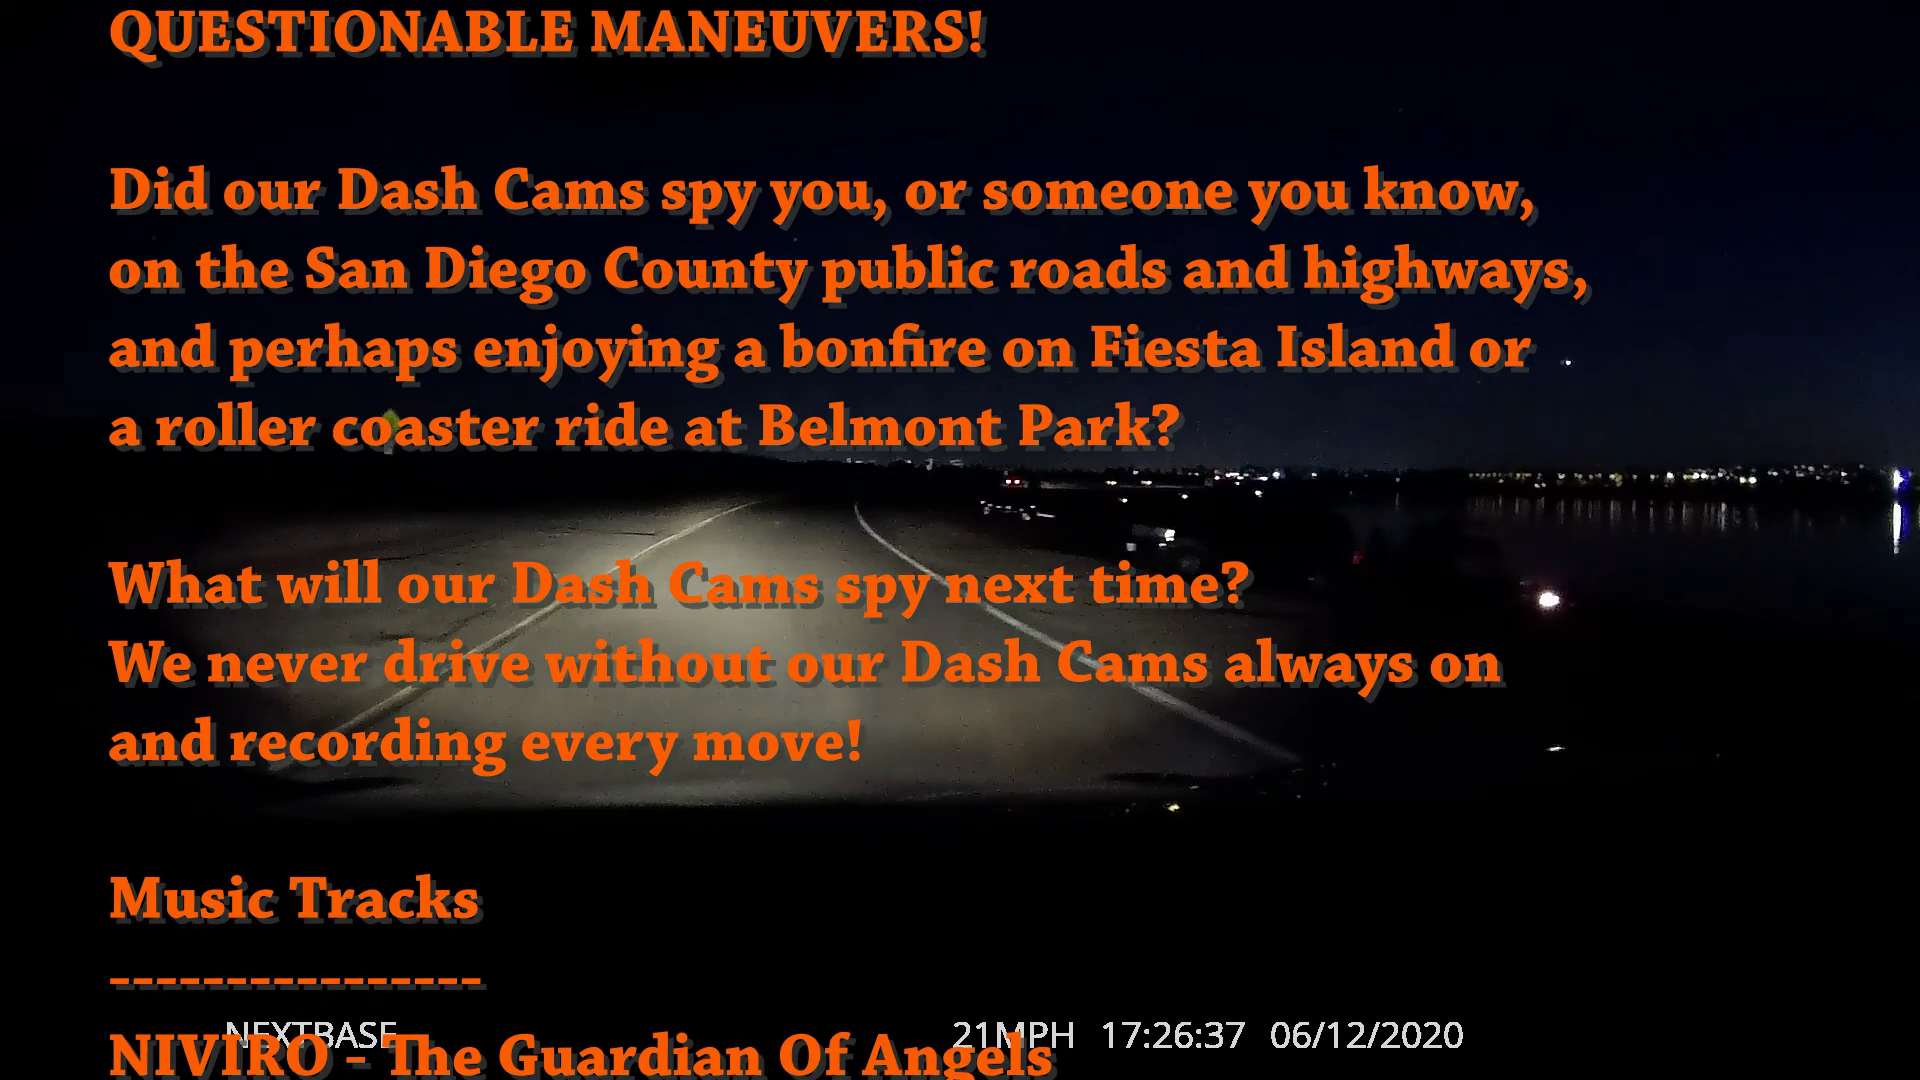 QUESTIONABLE MANEUVERS!
Did our Dash Cams spy you, or someone you know,
on the San Diego County public roads and highways,
and perhaps enjoying a bonfire on Fiesta Island or
a roller coaster ride at Belmont Park?
What will our Dash Cams spy next time?
We never drive without our Dash Cams always on
and recording every move!
Music Tracks
----------------
NEXTBASE 21MPH 17:26:37 06/12/2020
NIVIRO - The Guardian Of Angels